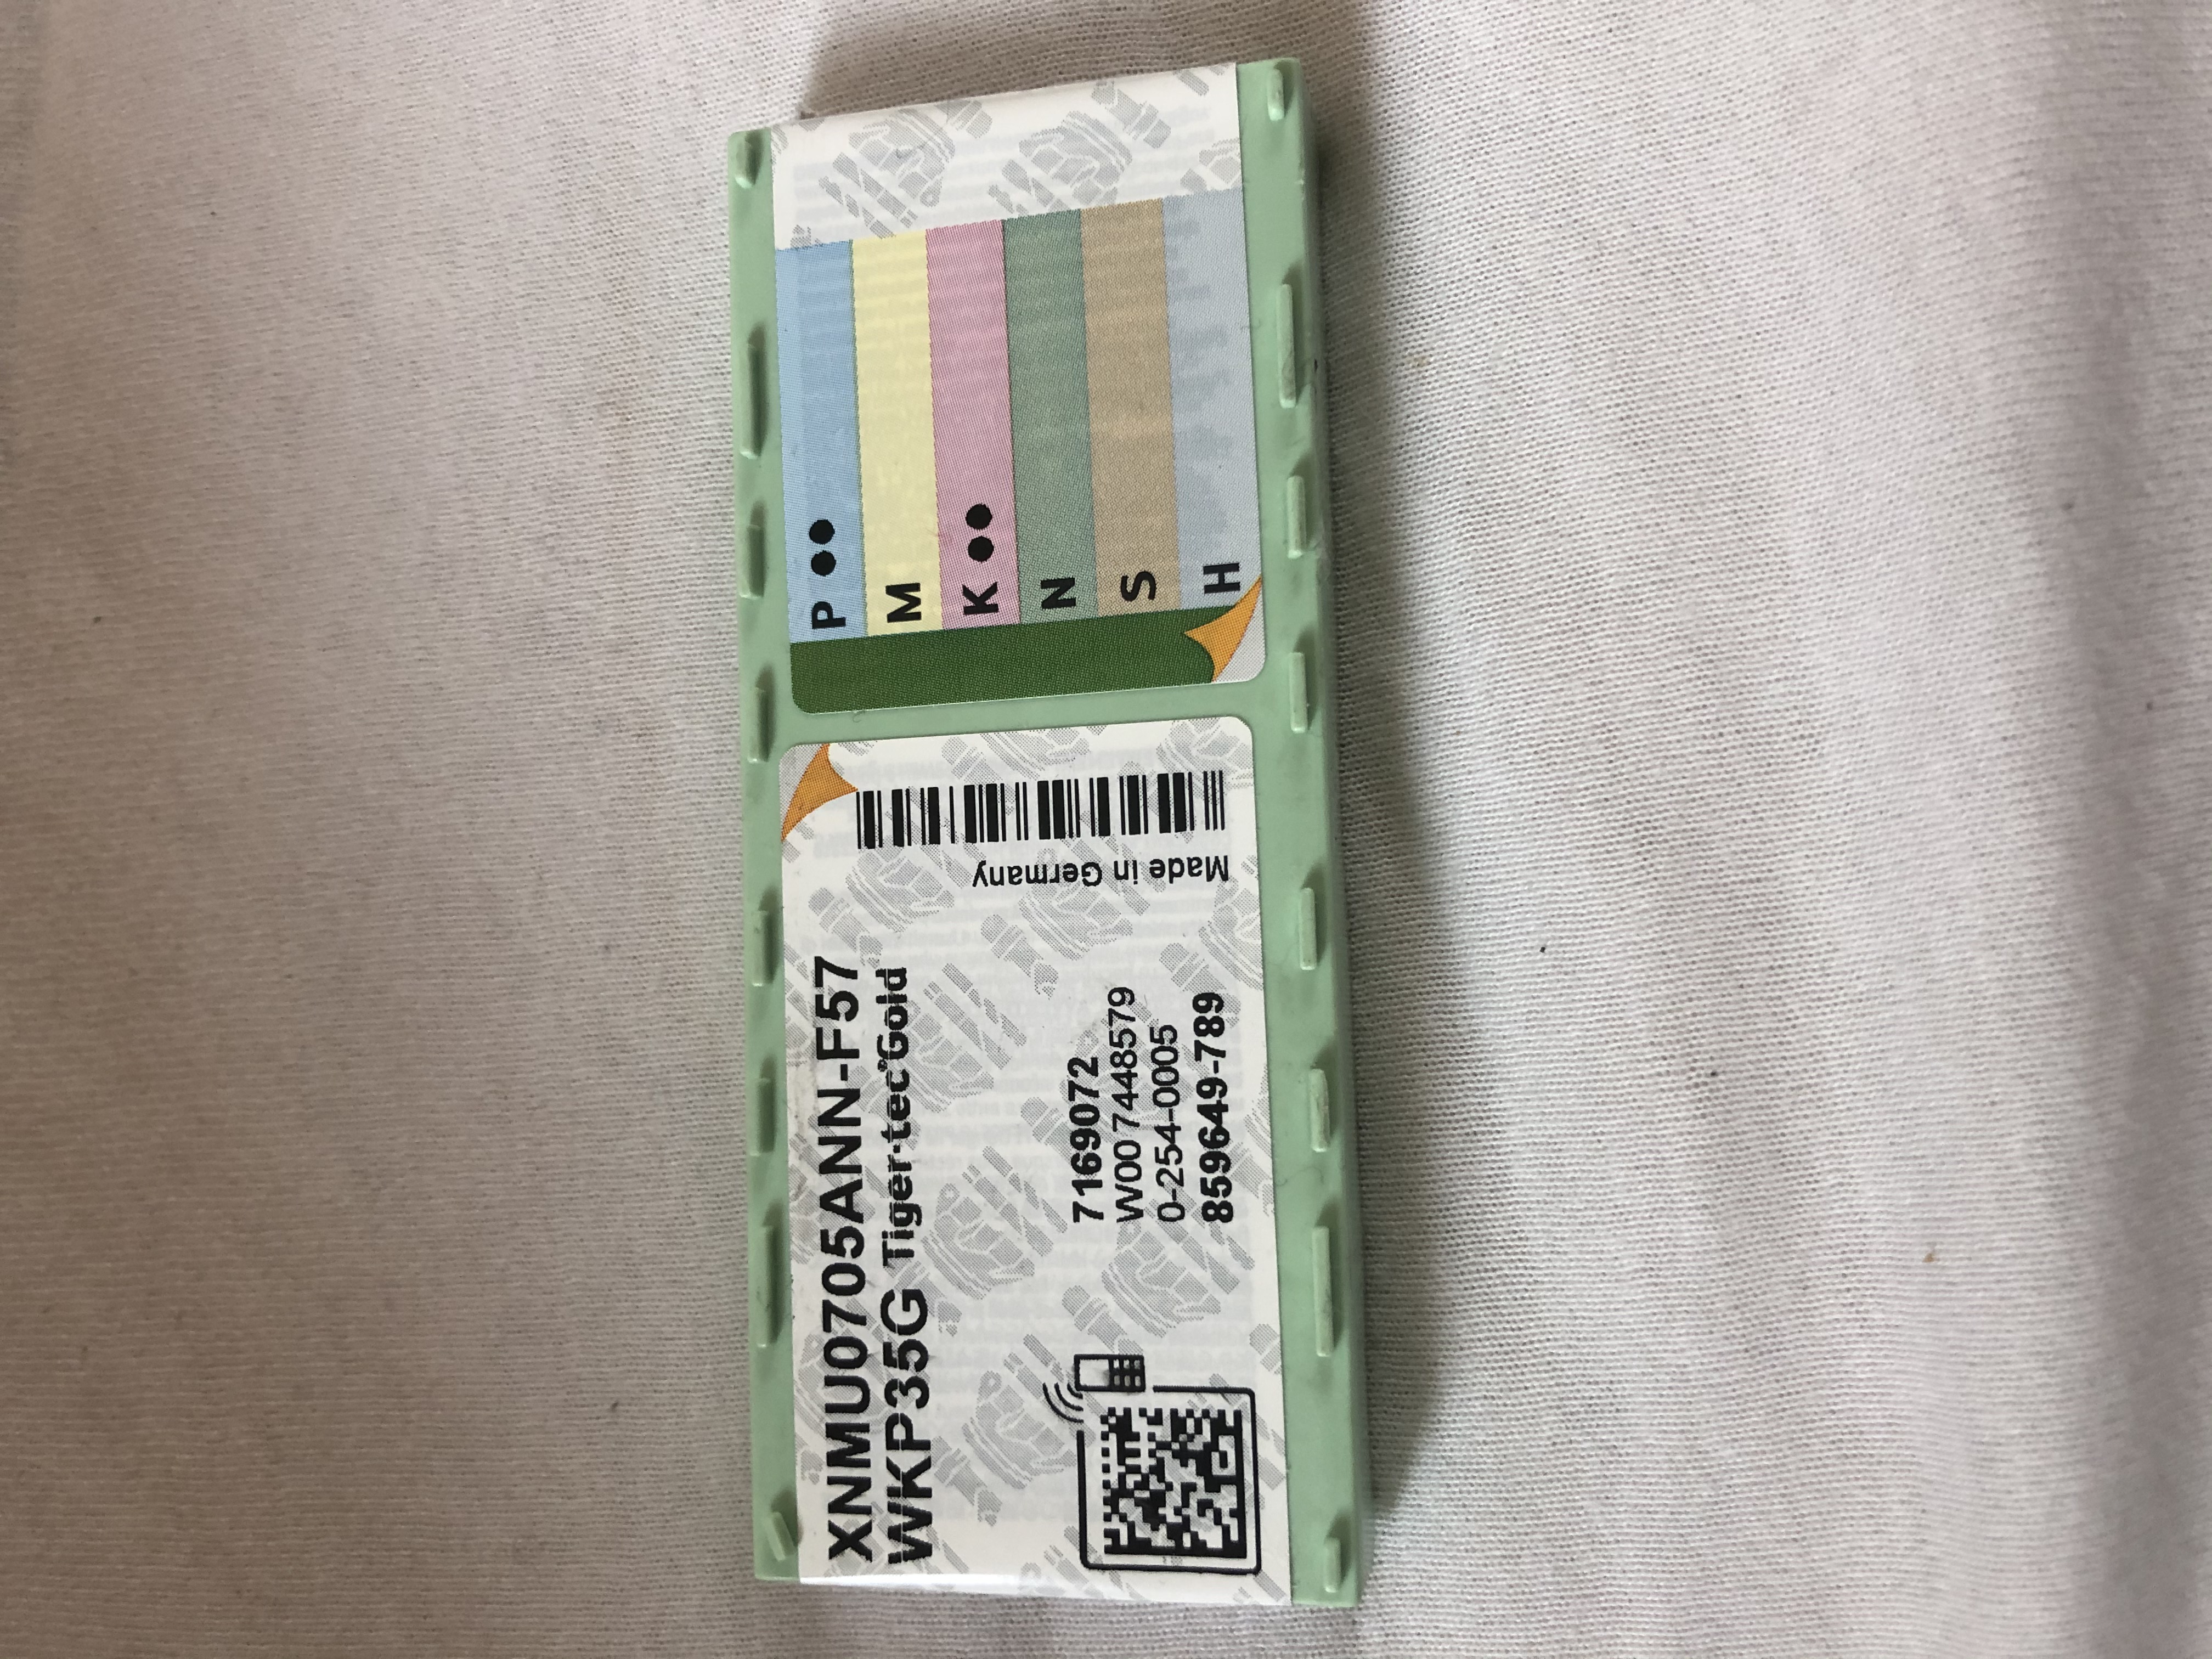 XNMU0705ANN-F57
WKP35G Tiger·tec®Gold
7169072
W00 7448579
0-254-0005
859649-789
Made in Germany
P ●●
M
K ●●
N
S
H